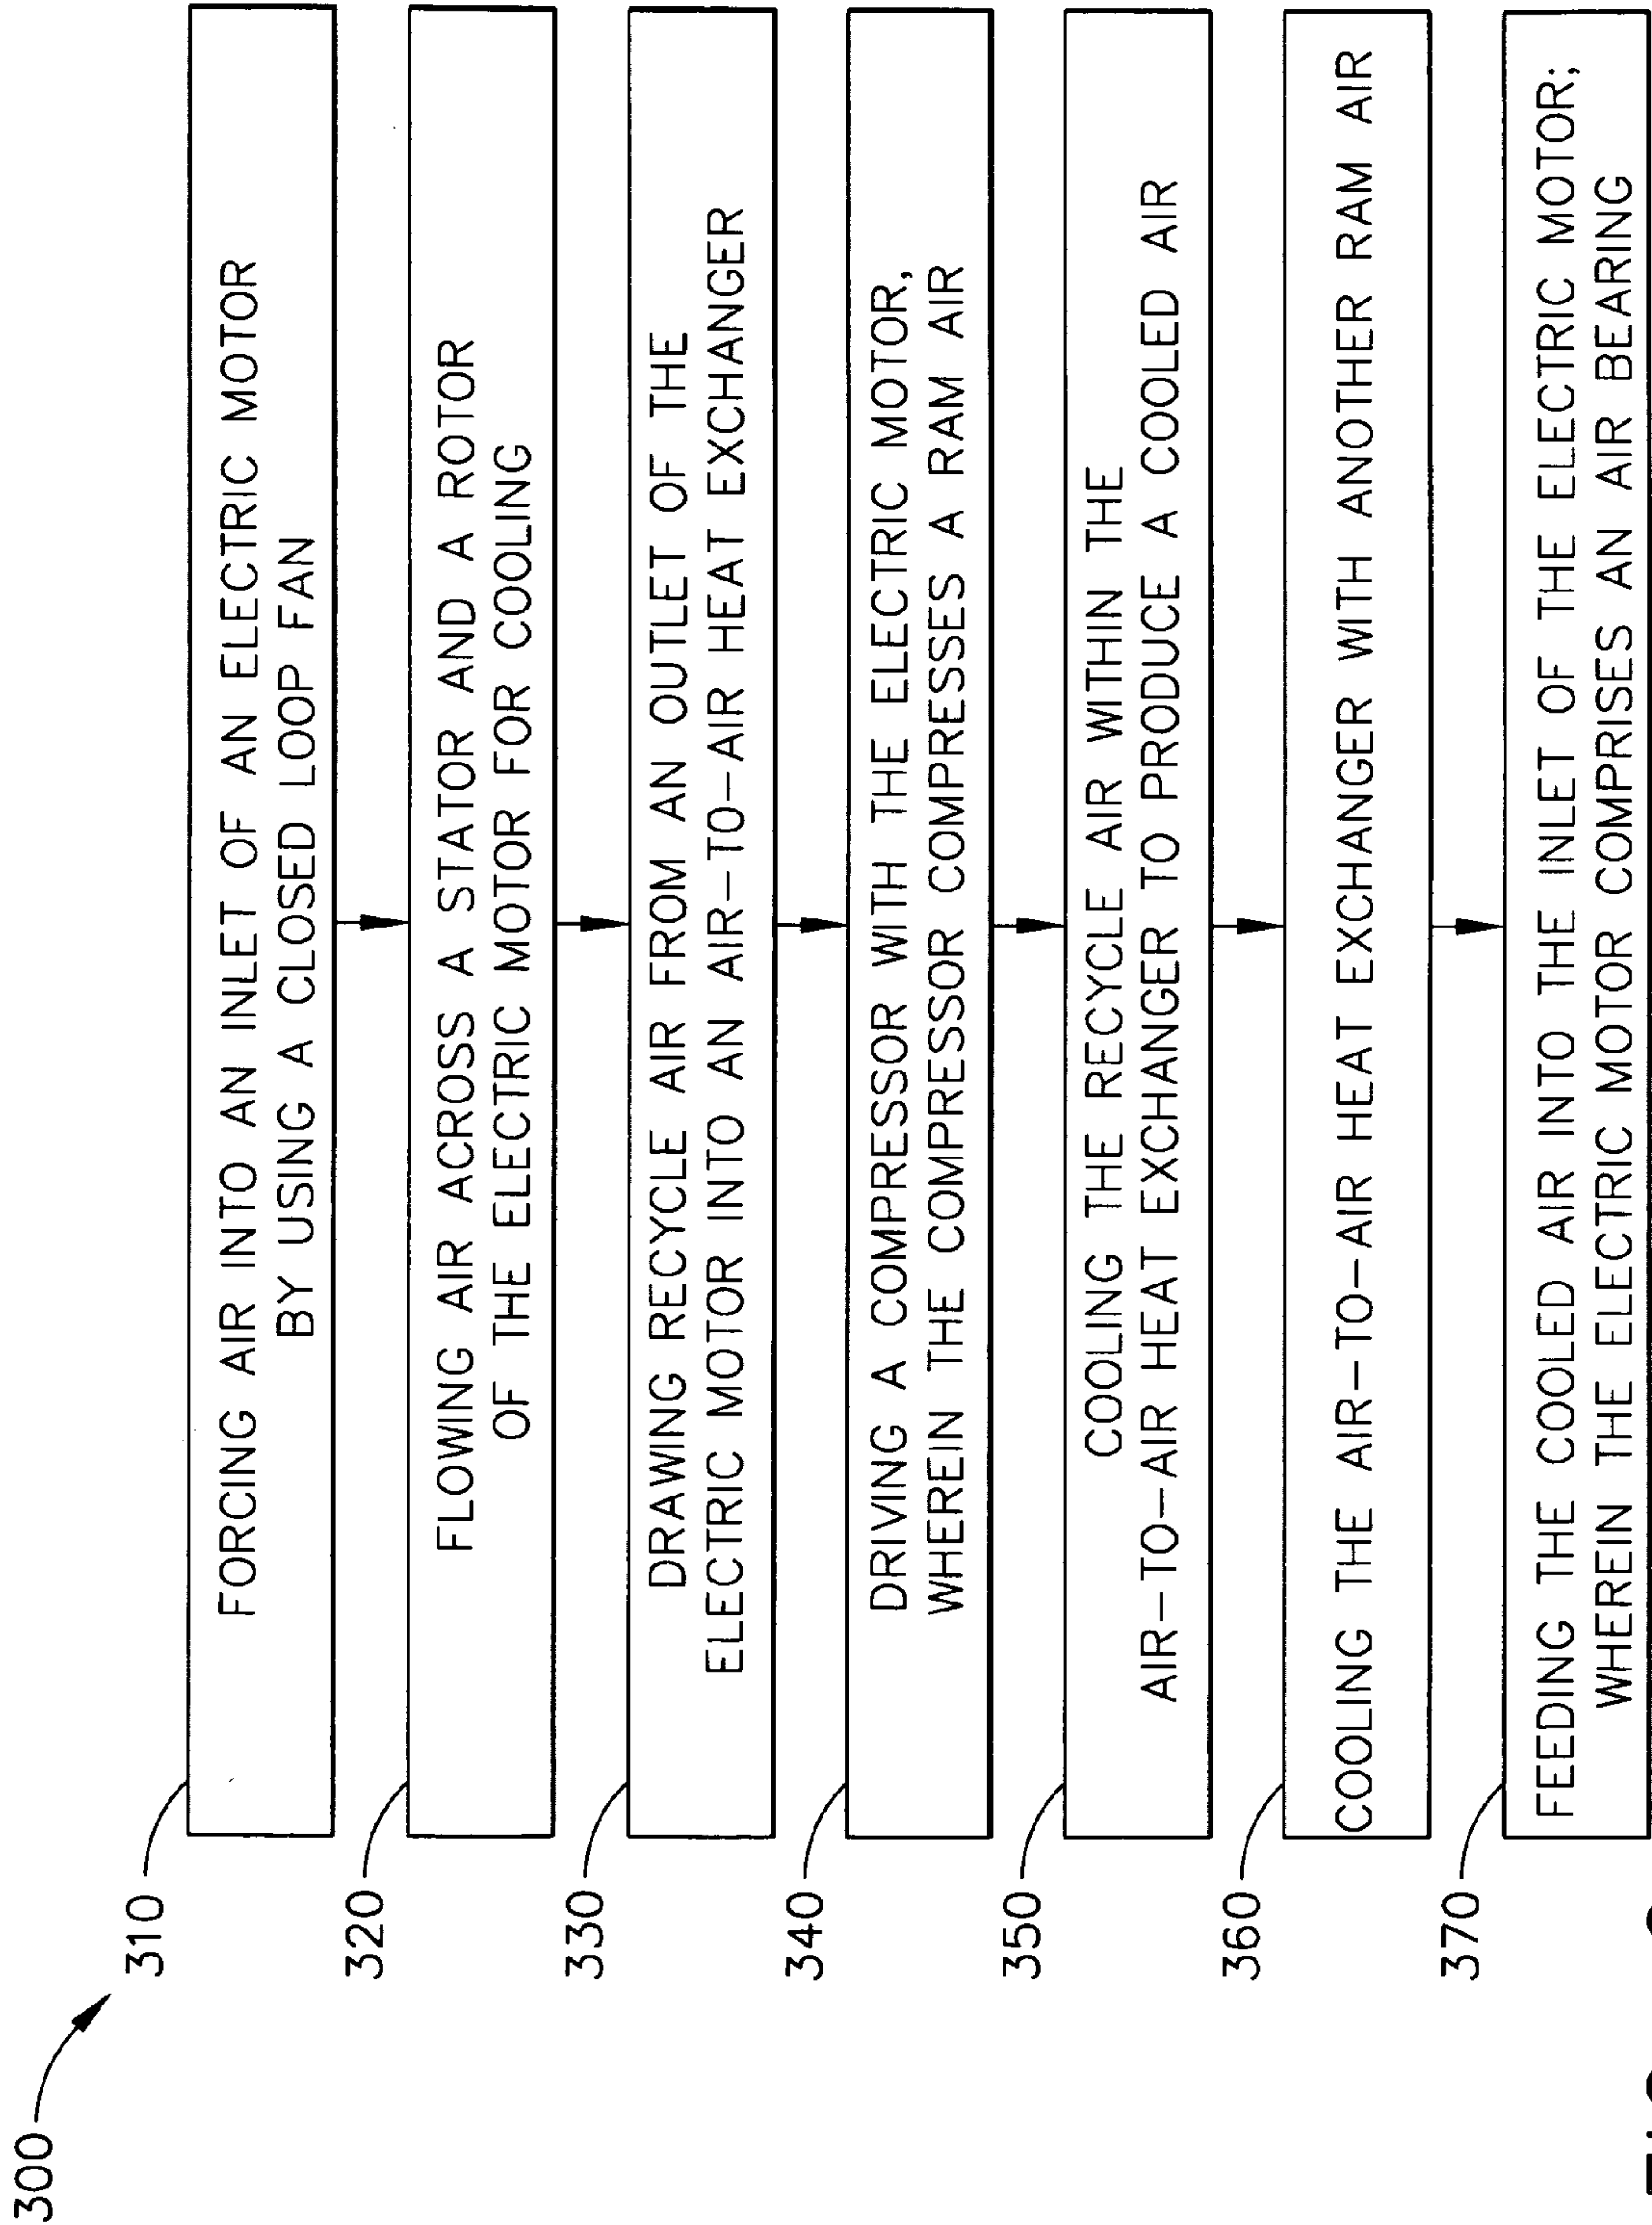 300
310
FORCING AIR INTO AN INLET OF AN ELECTRIC MOTOR
BY USING A CLOSED LOOP FAN
320
FLOWING AIR ACROSS A STATOR AND A ROTOR
OF THE ELECTRIC MOTOR FOR COOLING
330
DRAWING RECYCLE AIR FROM AN OUTLET OF THE
ELECTRIC MOTOR INTO AN AIR-TO-AIR HEAT EXCHANGER
340
DRIVING A COMPRESSOR WITH THE ELECTRIC MOTOR,
WHEREIN THE COMPRESSOR COMPRESSES A RAM AIR
350
COOLING THE RECYCLE AIR WITHIN THE
AIR-TO-AIR HEAT EXCHANGER TO PRODUCE A COOLED AIR
360
COOLING THE AIR-TO-AIR HEAT EXCHANGER WITH ANOTHER RAM AIR
370
FEEDING THE COOLED AIR INTO THE INLET OF THE ELECTRIC MOTOR;
WHEREIN THE ELECTRIC MOTOR COMPRISES AN AIR BEARING